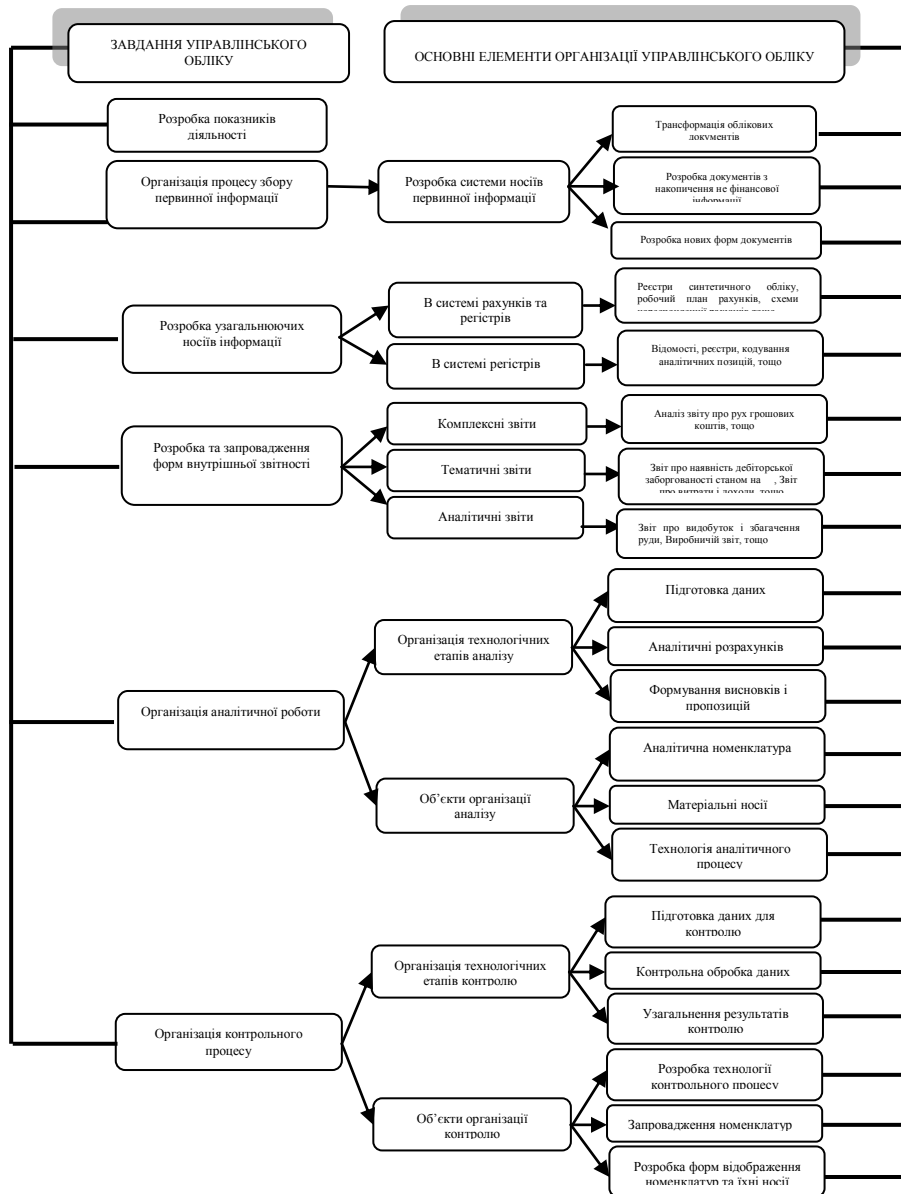 ЗАВДАННЯ УПРАВЛІНСЬКОГО
ОБЛІКУ
ОСНОВНІ ЕЛЕМЕНТИ ОРГАНІЗАЦІЇ УПРАВЛІНСЬКОГО ОБЛІКУ
Розробка показників
діяльності
Організація процесу збору
первинної інформації
Розробка системи носіїв
первинної інформації
Трансформація облікових
документів
Розробка документів з
накопичення не фінансової
інформації
Розробка нових форм документів
Розробка узагальнюючих
носіїв інформації
В системі рахунків та
регістрів
Реєстри синтетичного обліку,
робочий план рахунків, схеми
В системі регістрів
Відомості, реєстри, кодування
аналітичних позицій, тощо
Розробка та запровадження
форм внутрішньої звітності
Комплексні звіти
Аналіз звіту про рух грошових
коштів, тощо
Тематичні звіти
Звіт про наявність дебіторської
заборгованості станом на , Звіт
про витрати і доходи, тощо
Аналітичні звіти
Звіт про видобуток і збагачення
руди, Виробничій звіт, тощо
Організація аналітичної роботи
Організація технологічних
етапів аналізу
Підготовка даних
Аналітичні розрахунків
Формування висновків і
пропозицій
Об’єкти організації
аналізу
Аналітична номенклатура
Матеріальні носії
Технологія аналітичного
процесу
Організація контрольного
процесу
Організація технологічних
етапів контролю
Підготовка даних для
контролю
Контрольна обробка даних
Узагальнення результатів
контролю
Об’єкти організації
контролю
Розробка технології
контрольного процесу
Запровадження номенклатур
Розробка форм відображення
номенклатур та їхні носії